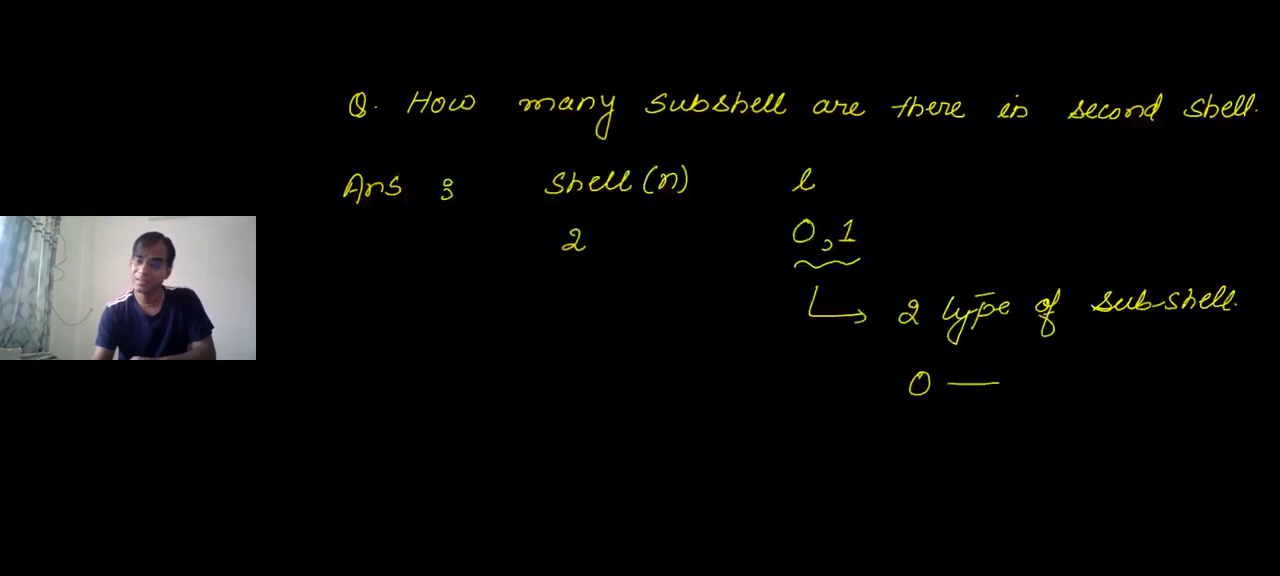 Q. How many subshell are there in second shell.
Ans : shell (n) l
2 0,1
2 type of sub-shell.
0 —